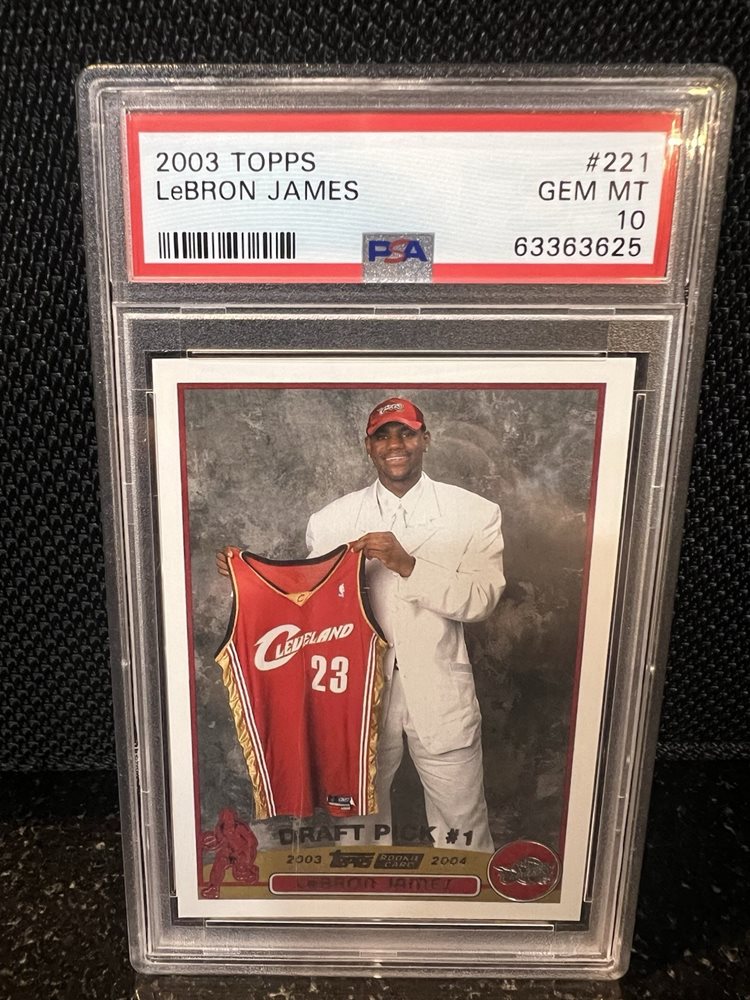 2003 TOPPS
#221
LeBRON JAMES
GEM MT
10
63363625
PSA
CLEVELAND
23
DRAFT PICK #1
2003 TOPPS ROOKIE CARD 2004
LeBRON JAMES